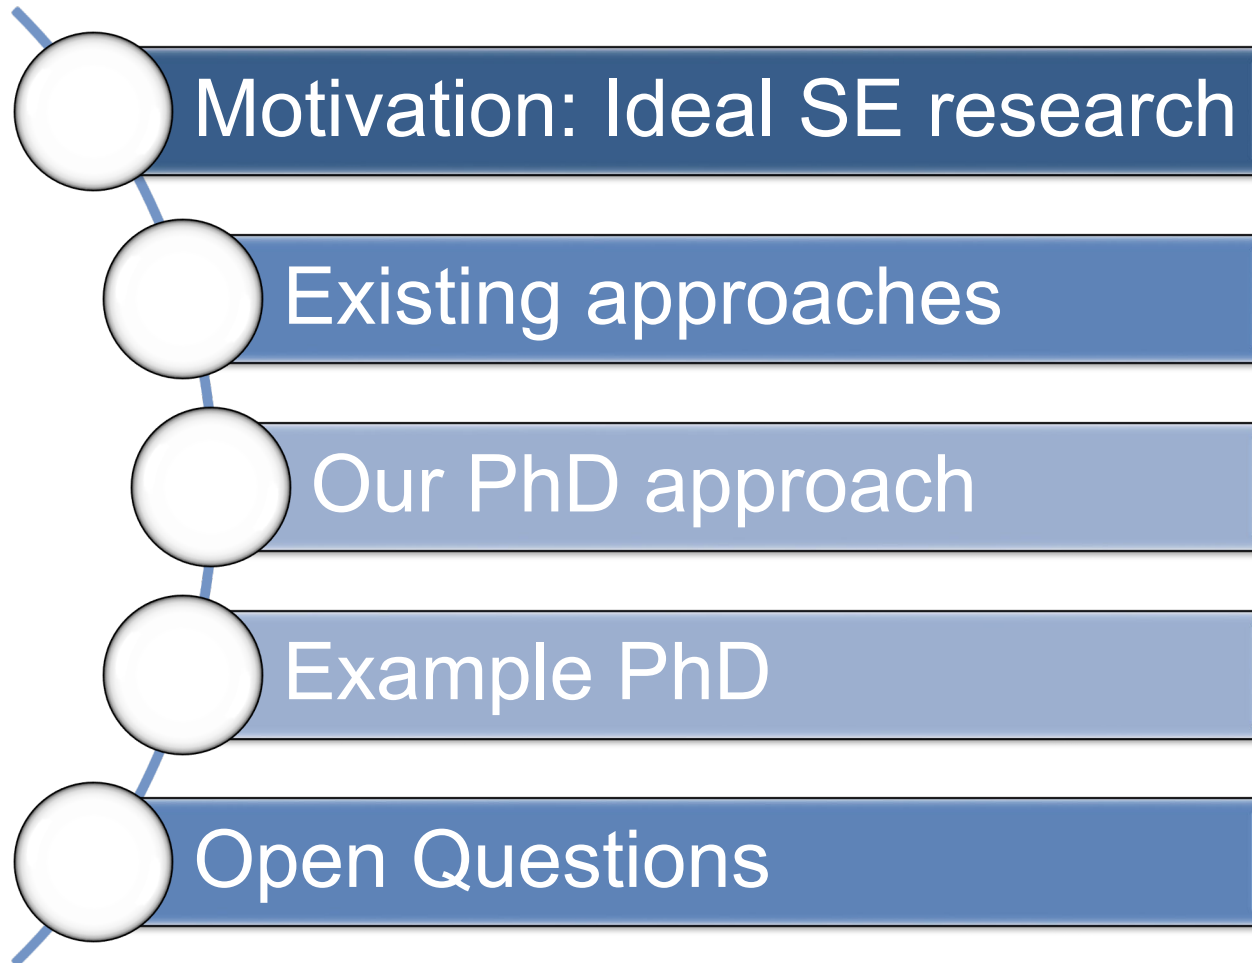 Motivation: Ideal SE research
Existing approaches
Our PhD approach
Example PhD
Open Questions